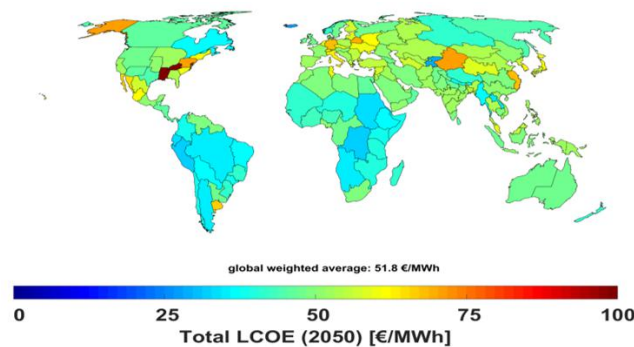 global weighted average: 51.8 €/MWh
0 25 50 75 100
Total LCOE (2050) [€/MWh]